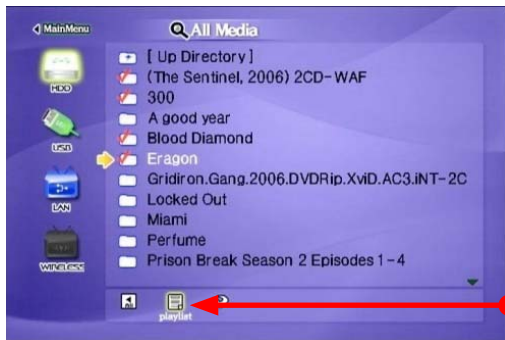 MainMenu
All Media
HDD
USB
LAN
WIRELESS
[ Up Directory ]
(The Sentinel, 2006) 2CD-WAF
300
A good year
Blood Diamond
Eragon
Gridiron.Gang.2006.DVDRip.XviD.AC3.iNT-2C
Locked Out
Miami
Perfume
Prison Break Season 2 Episodes 1-4
playlist